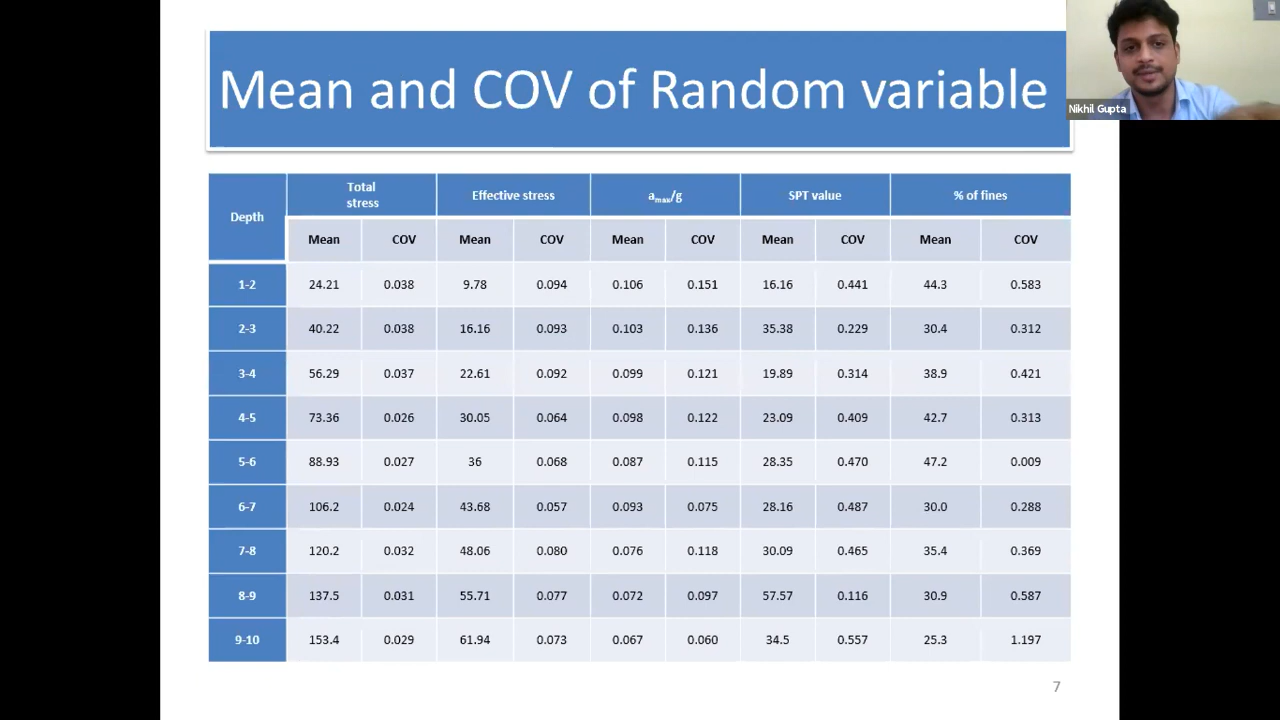 Mean and COV of Random variable
Nikhil Gupta
Depth Total stress Effective stress amax/g SPT value % of fines
Mean COV Mean COV Mean COV Mean COV Mean COV
1-2 24.21 0.038 9.78 0.094 0.106 0.151 16.16 0.441 44.3 0.583
2-3 40.22 0.038 16.16 0.093 0.103 0.136 35.38 0.229 30.4 0.312
3-4 56.29 0.037 22.61 0.092 0.099 0.121 19.89 0.314 38.9 0.421
4-5 73.36 0.026 30.05 0.064 0.098 0.122 23.09 0.409 42.7 0.313
5-6 88.93 0.027 36 0.068 0.087 0.115 28.35 0.470 47.2 0.009
6-7 106.2 0.024 43.68 0.057 0.093 0.075 28.16 0.487 30.0 0.288
7-8 120.2 0.032 48.06 0.080 0.076 0.118 30.09 0.465 35.4 0.369
8-9 137.5 0.031 55.71 0.077 0.072 0.097 57.57 0.116 30.9 0.587
9-10 153.4 0.029 61.94 0.073 0.067 0.060 34.5 0.557 25.3 1.197
7